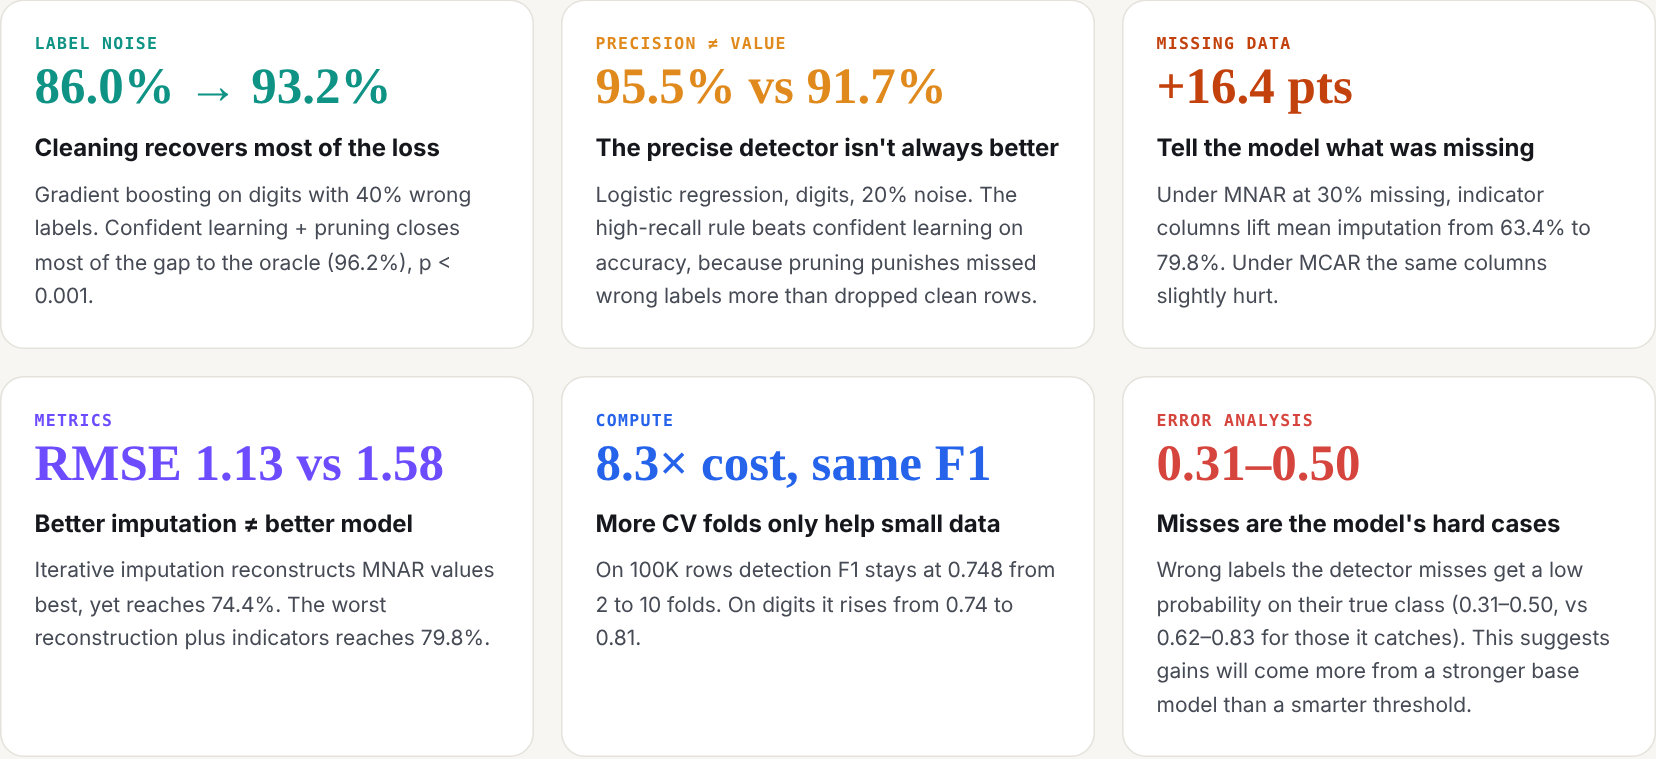 LABEL NOISE
86.0% → 93.2%
Cleaning recovers most of the loss
Gradient boosting on digits with 40% wrong
labels. Confident learning + pruning closes
most of the gap to the oracle (96.2%), p <
0.001.
PRECISION ≠ VALUE
95.5% vs 91.7%
The precise detector isn't always better
Logistic regression, digits, 20% noise. The
high-recall rule beats confident learning on
accuracy, because pruning punishes missed
wrong labels more than dropped clean rows.
MISSING DATA
+16.4 pts
Tell the model what was missing
Under MNAR at 30% missing, indicator
columns lift mean imputation from 63.4% to
79.8%. Under MCAR the same columns
slightly hurt.
METRICS
RMSE 1.13 vs 1.58
Better imputation ≠ better model
Iterative imputation reconstructs MNAR values
best, yet reaches 74.4%. The worst
reconstruction plus indicators reaches 79.8%.
COMPUTE
8.3× cost, same F1
More CV folds only help small data
On 100K rows detection F1 stays at 0.748 from
2 to 10 folds. On digits it rises from 0.74 to
0.81.
ERROR ANALYSIS
0.31–0.50
Misses are the model's hard cases
Wrong labels the detector misses get a low
probability on their true class (0.31–0.50, vs
0.62–0.83 for those it catches). This suggests
gains will come more from a stronger base
model than a smarter threshold.